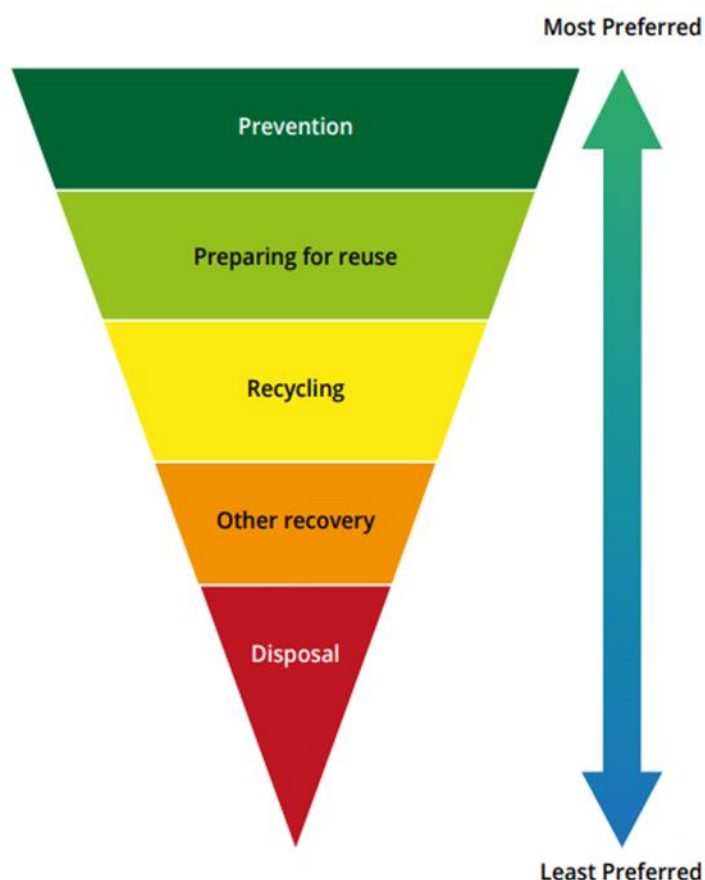 Most Preferred
Prevention
Preparing for reuse
Recycling
Other recovery
Disposal
Least Preferred